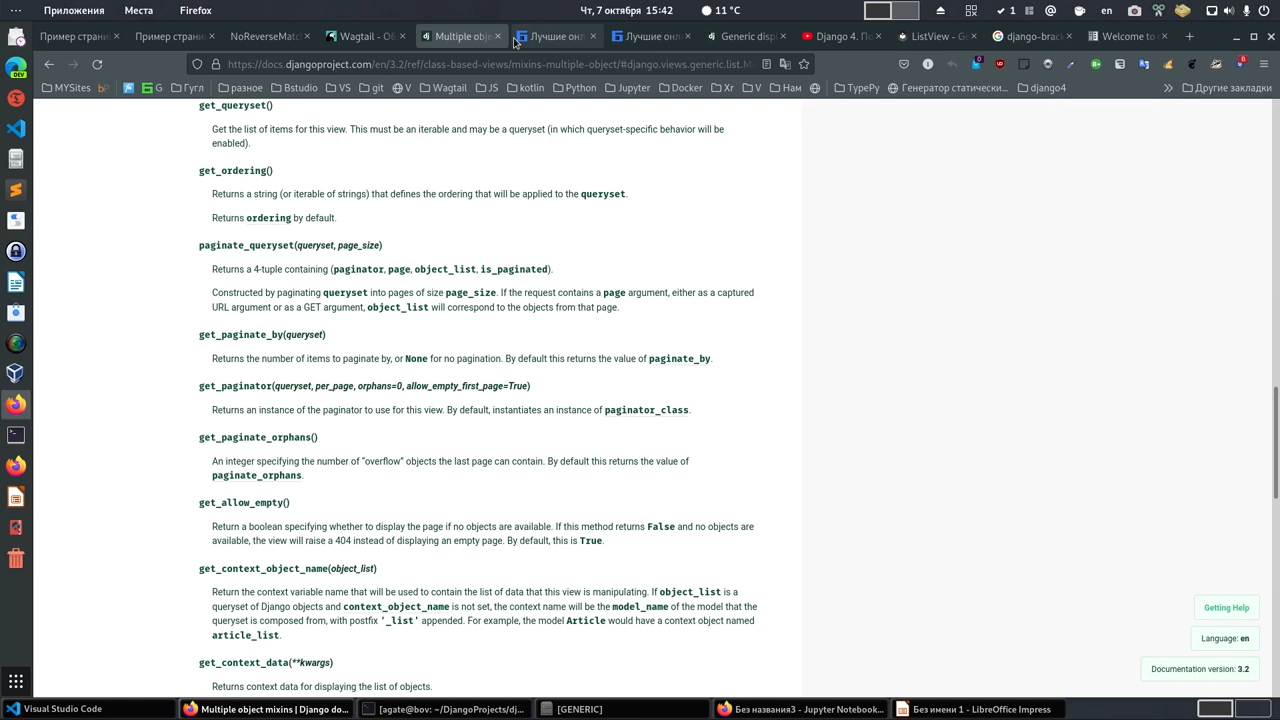 Приложения Места Firefox Чт, 7 октября 15:42 11 °C 1 en
Пример страни Пример страни NoReverseMatc Wagtail - Об Multiple obje Лучшие онл Лучшие онл Generic displ Django 4. По ListView - Ge django-brack Welcome to
https://docs.djangoproject.com/en/3.2/ref/class-based-views/mixins-multiple-object/#django.views.generic.list.M
MYSites G Гугл разное Bstudio VS git V Wagtail JS kotlin Python Jupyter Docker Xr V Нам TypePy Генератор статически... django4 Другие закладки
get_queryset()
Get the list of items for this view. This must be an iterable and may be a queryset (in which queryset-specific behavior will be
enabled).
get_ordering()
Returns a string (or iterable of strings) that defines the ordering that will be applied to the queryset.
Returns ordering by default.
paginate_queryset(queryset, page_size)
Returns a 4-tuple containing (paginator, page, object_list, is_paginated).
Constructed by paginating queryset into pages of size page_size. If the request contains a page argument, either as a captured
URL argument or as a GET argument, object_list will correspond to the objects from that page.
get_paginate_by(queryset)
Returns the number of items to paginate by, or None for no pagination. By default this returns the value of paginate_by.
get_paginator(queryset, per_page, orphans=0, allow_empty_first_page=True)
Returns an instance of the paginator to use for this view. By default, instantiates an instance of paginator_class.
get_paginate_orphans()
An integer specifying the number of “overflow” objects the last page can contain. By default this returns the value of
paginate_orphans.
get_allow_empty()
Return a boolean specifying whether to display the page if no objects are available. If this method returns False and no objects are
available, the view will raise a 404 instead of displaying an empty page. By default, this is True.
get_context_object_name(object_list)
Return the context variable name that will be used to contain the list of data that this view is manipulating. If object_list is a
queryset of Django objects and context_object_name is not set, the context name will be the model_name of the model that the
queryset is composed from, with postfix '_list' appended. For example, the model Article would have a context object named
article_list.
get_context_data(**kwargs)
Returns context data for displaying the list of objects.
Getting Help
Language: en
Documentation version: 3.2
Visual Studio Code Multiple object mixins | Django do... [agate@bov: ~/DjangoProjects/dj... [GENERIC] Без названия3 - Jupyter Notebook... Без имени 1 - LibreOffice Impress